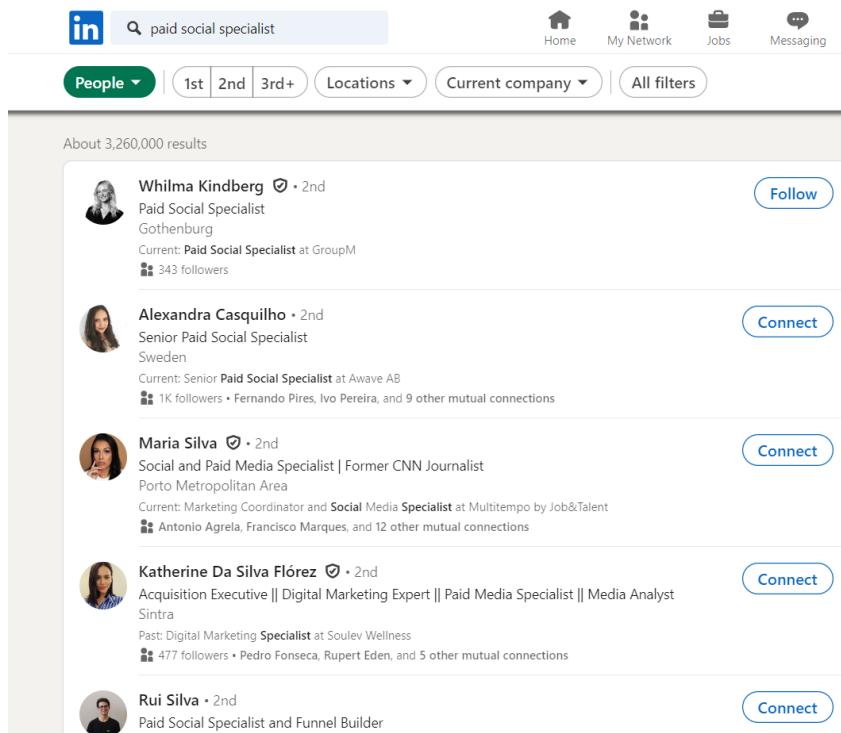 in
paid social specialist
Home
My Network
Jobs
Messaging
People
1st
2nd
3rd+
Locations
Current company
All filters
About 3,260,000 results
Whilma Kindberg • 2nd
Follow
Paid Social Specialist
Gothenburg
Current: Paid Social Specialist at GroupM
343 followers
Alexandra Casquilho • 2nd
Connect
Senior Paid Social Specialist
Sweden
Current: Senior Paid Social Specialist at Awave AB
1K followers • Fernando Pires, Ivo Pereira, and 9 other mutual connections
Maria Silva • 2nd
Connect
Social and Paid Media Specialist | Former CNN Journalist
Porto Metropolitan Area
Current: Marketing Coordinator and Social Media Specialist at Multitempo by Job&Talent
Antonio Agrela, Francisco Marques, and 12 other mutual connections
Katherine Da Silva Flórez • 2nd
Connect
Acquisition Executive || Digital Marketing Expert || Paid Media Specialist || Media Analyst
Sintra
Past: Digital Marketing Specialist at Soulev Wellness
477 followers • Pedro Fonseca, Rupert Eden, and 5 other mutual connections
Rui Silva • 2nd
Connect
Paid Social Specialist and Funnel Builder